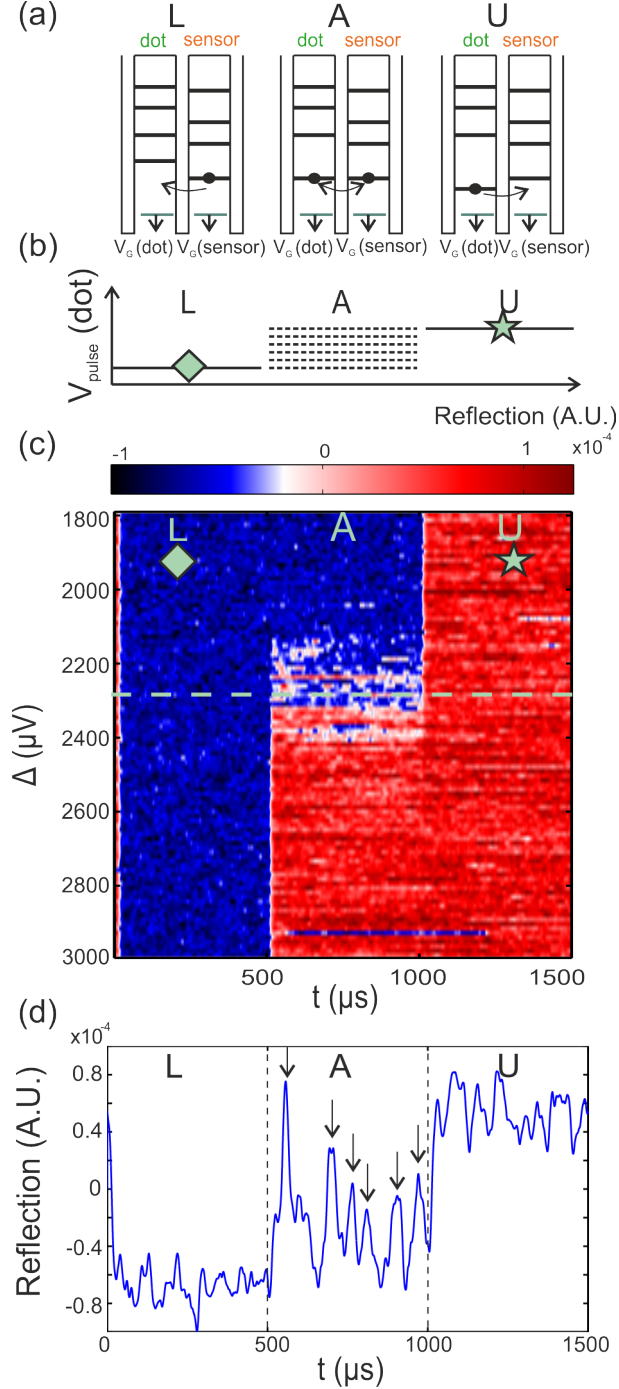 (a)
L A U
dot sensor dot sensor dot sensor
V_G (dot) V_G (sensor) V_G (dot) V_G (sensor) V_G (dot) V_G (sensor)
(b)
V_pulse (dot)
L A U
Reflection (A.U.)
(c)
-1 0 1 x10^-4
L A U
1800
2000
2200
2400
2600
2800
3000
Δ (μV)
500 1000 1500
t (μs)
(d)
x10^-4
L A U
0.8
0.4
0
-0.4
-0.8
Reflection (A.U.)
0 500 1000 1500
t (μs)